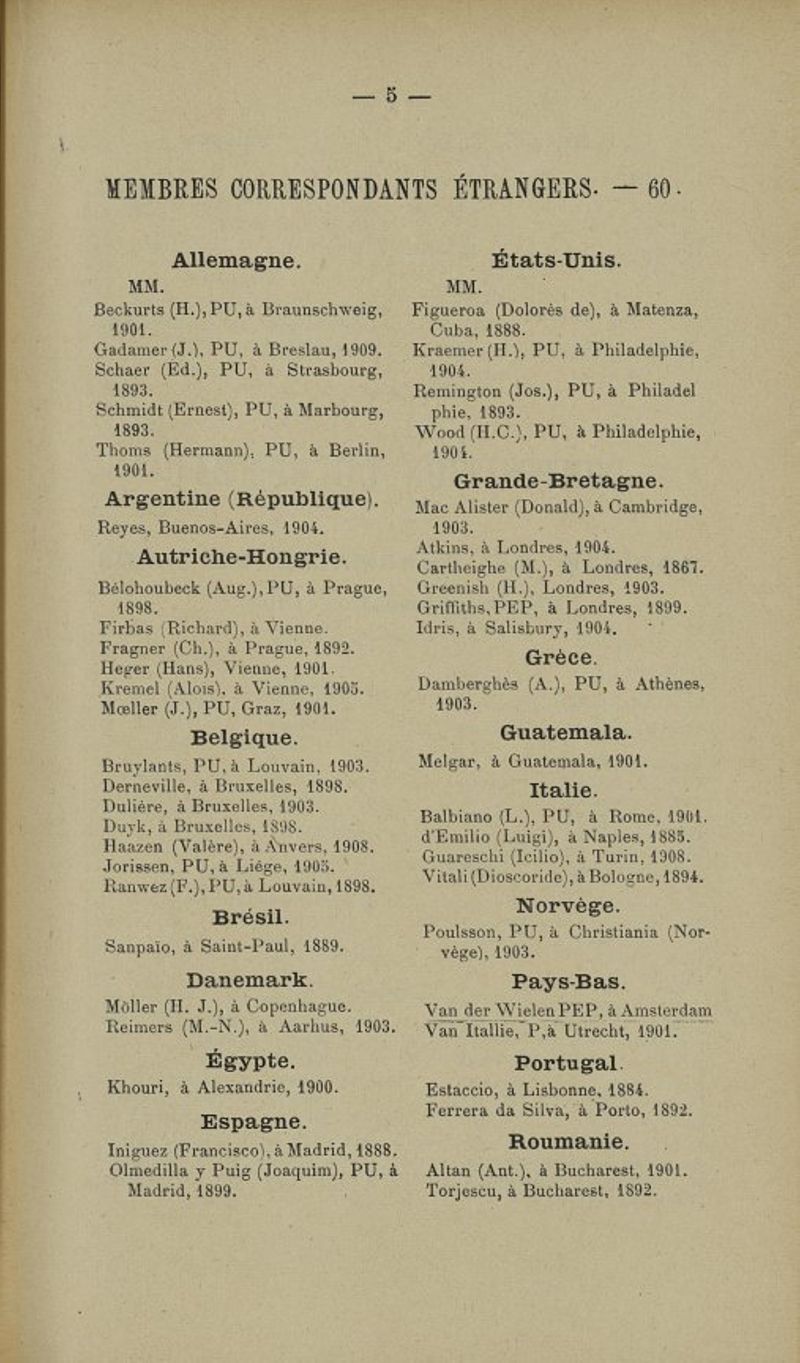 — 5 —
MEMBRES CORRESPONDANTS ÉTRANGERS. — 60.
Allemagne.
MM.
Beckurts (H.), PU, à Braunschweig,
1901.
Gadamer (J.), PU, à Breslau, 1909.
Schaer (Ed.), PU, à Strasbourg,
1893.
Schmidt (Ernest), PU, à Marbourg,
1893.
Thoms (Hermann), PU, à Berlin,
1901.
Argentine (République).
Reyes, Buenos-Aires, 1904.
Autriche-Hongrie.
Bélohoubeck (Aug.), PU, à Prague,
1898.
Firbas (Richard), à Vienne.
Fragner (Ch.), à Prague, 1892.
Heger (Hans), Vienne, 1901.
Kremel (Alois), à Vienne, 1905.
Mœller (J.), PU, Graz, 1901.
Belgique.
Bruylants, PU, à Louvain, 1903.
Derneville, à Bruxelles, 1898.
Dulière, à Bruxelles, 1903.
Duyk, à Bruxelles, 1898.
Haazen (Valère), à Anvers, 1908.
Jorissen, PU, à Liége, 1905.
Ranwez (F.), PU, à Louvain, 1898.
Brésil.
Sanpaïo, à Saint-Paul, 1889.
Danemark.
Möller (H. J.), à Copenhague.
Reimers (M.-N.), à Aarhus, 1903.
Égypte.
Khouri, à Alexandrie, 1900.
Espagne.
Iniguez (Francisco), à Madrid, 1888.
Olmedilla y Puig (Joaquim), PU, à
Madrid, 1899.
États-Unis.
MM.
Figueroa (Dolorés de), à Matenza,
Cuba, 1888.
Kraemer (H.), PU, à Philadelphie,
1904.
Remington (Jos.), PU, à Philadel
phie, 1893.
Wood (H.C.), PU, à Philadelphie,
1904.
Grande-Bretagne.
Mac Alister (Donald), à Cambridge,
1903.
Atkins, à Londres, 1904.
Cartheighe (M.), à Londres, 1867.
Greenish (H.), Londres, 1903.
Griffiths, PEP, à Londres, 1899.
Idris, à Salisbury, 1904.
Grèce.
Damberghès (A.), PU, à Athènes,
1903.
Guatemala.
Melgar, à Guatemala, 1901.
Italie.
Balbiano (L.), PU, à Rome, 1901.
d'Emilio (Luigi), à Naples, 1885.
Guareschi (Icilio), à Turin, 1908.
Vitali (Dioscoride), à Bologne, 1894.
Norvège.
Poulsson, PU, à Christiania (Nor-
vège), 1903.
Pays-Bas.
Van der Wielen PEP, à Amsterdam
Van Itallie, P, à Utrecht, 1901.
Portugal.
Estaccio, à Lisbonne, 1884.
Ferrera da Silva, à Porto, 1892.
Roumanie.
Altan (Ant.), à Bucharest, 1901.
Torjescu, à Bucharest, 1892.